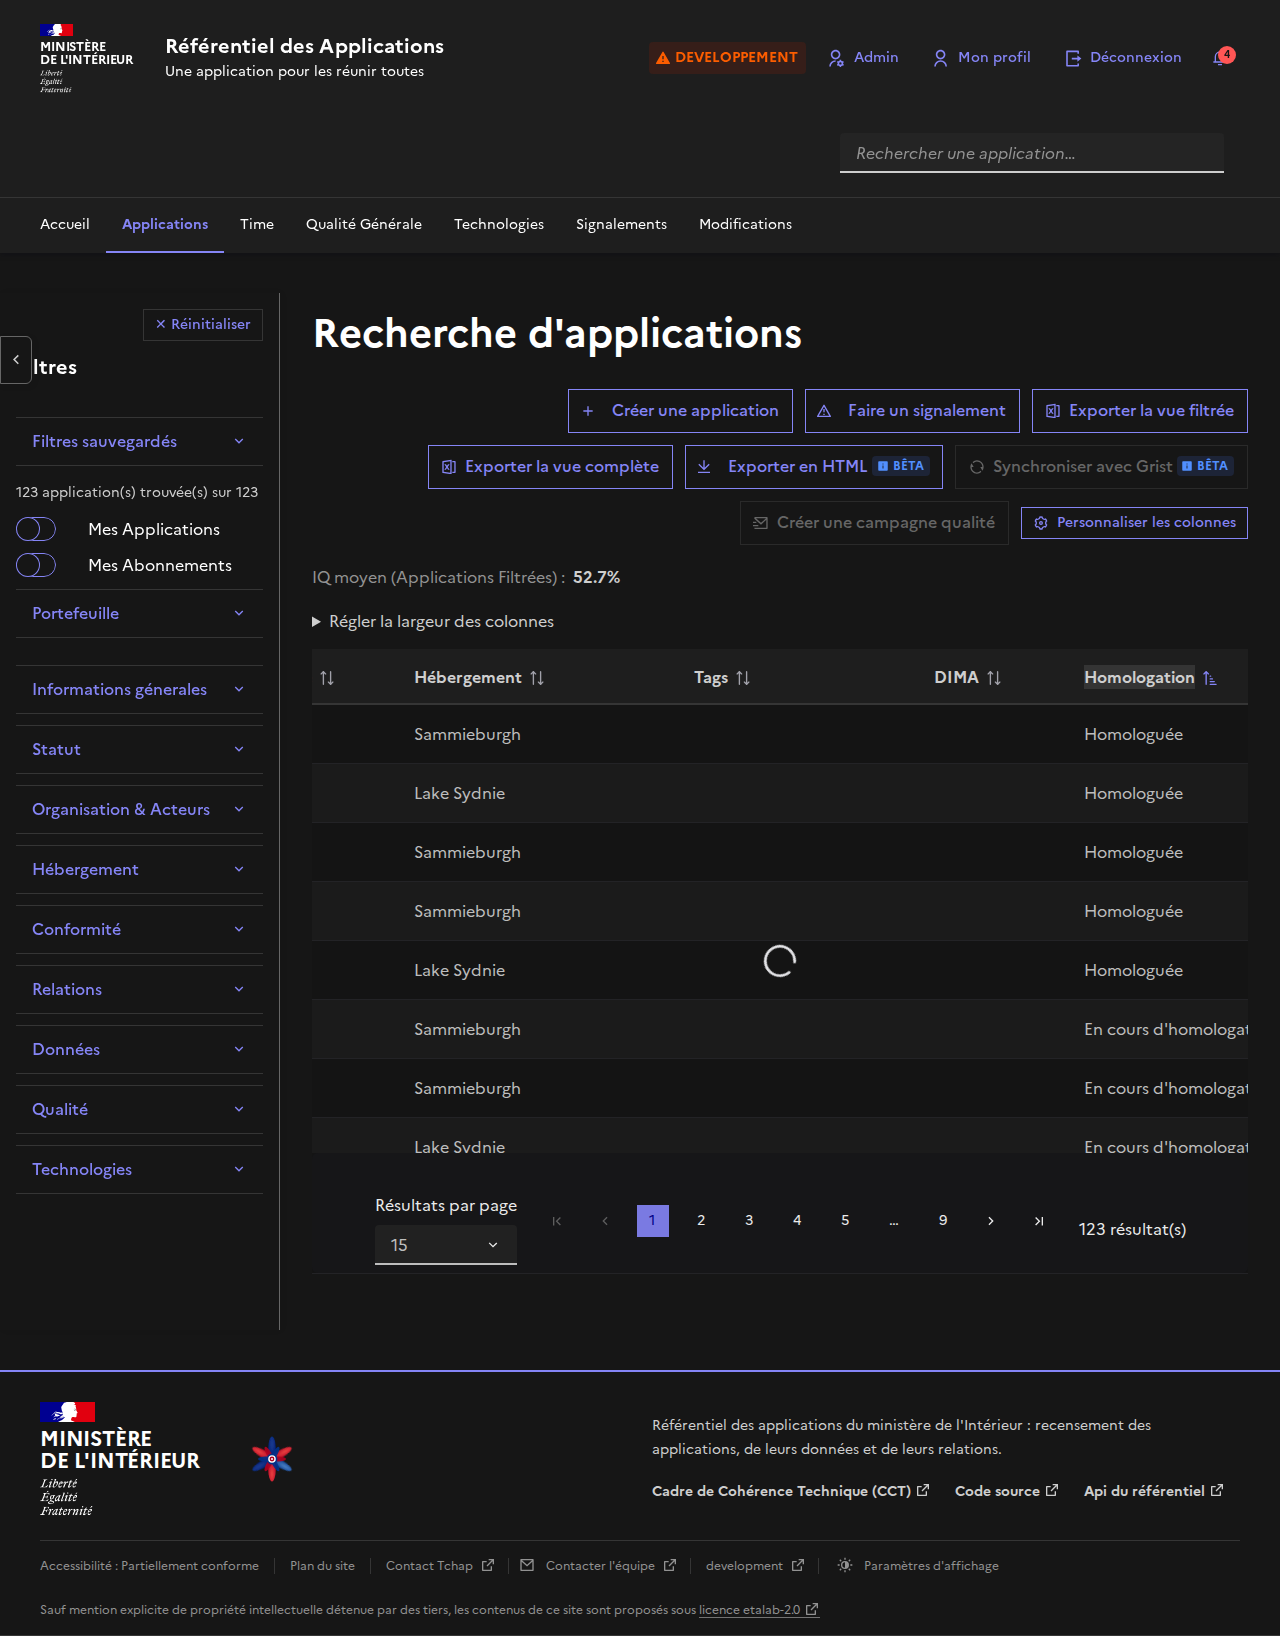 MINISTÈRE
DE L'INTÉRIEUR
Liberté
Égalité
Fraternité
Référentiel des Applications
Une application pour les réunir toutes
DEVELOPPEMENT
Admin
Mon profil
Déconnexion
4
Rechercher une application...
Accueil
Applications
Time
Qualité Générale
Technologies
Signalements
Modifications
Réinitialiser
ltres
Filtres sauvegardés
123 application(s) trouvée(s) sur 123
Mes Applications
Mes Abonnements
Portefeuille
Informations génerales
Statut
Organisation & Acteurs
Hébergement
Conformité
Relations
Données
Qualité
Technologies
Recherche d'applications
Créer une application
Faire un signalement
Exporter la vue filtrée
Exporter la vue complète
Exporter en HTML BÊTA
Synchroniser avec Grist BÊTA
Créer une campagne qualité
Personnaliser les colonnes
IQ moyen (Applications Filtrées) : 52.7%
Régler la largeur des colonnes
Hébergement Tags DIMA Homologation
Sammieburgh Homologuée
Lake Sydnie Homologuée
Sammieburgh Homologuée
Sammieburgh Homologuée
Lake Sydnie Homologuée
Sammieburgh En cours d'homologat
Sammieburgh En cours d'homologat
Lake Sydnie En cours d'homologat
Résultats par page
15
1 2 3 4 5 … 9
123 résultat(s)
MINISTÈRE
DE L'INTÉRIEUR
Liberté
Égalité
Fraternité
Référentiel des applications du ministère de l'Intérieur : recensement des
applications, de leurs données et de leurs relations.
Cadre de Cohérence Technique (CCT)
Code source
Api du référentiel
Accessibilité : Partiellement conforme
Plan du site
Contact Tchap
Contacter l'équipe
development
Paramètres d'affichage
Sauf mention explicite de propriété intellectuelle détenue par des tiers, les contenus de ce site sont proposés sous licence etalab-2.0